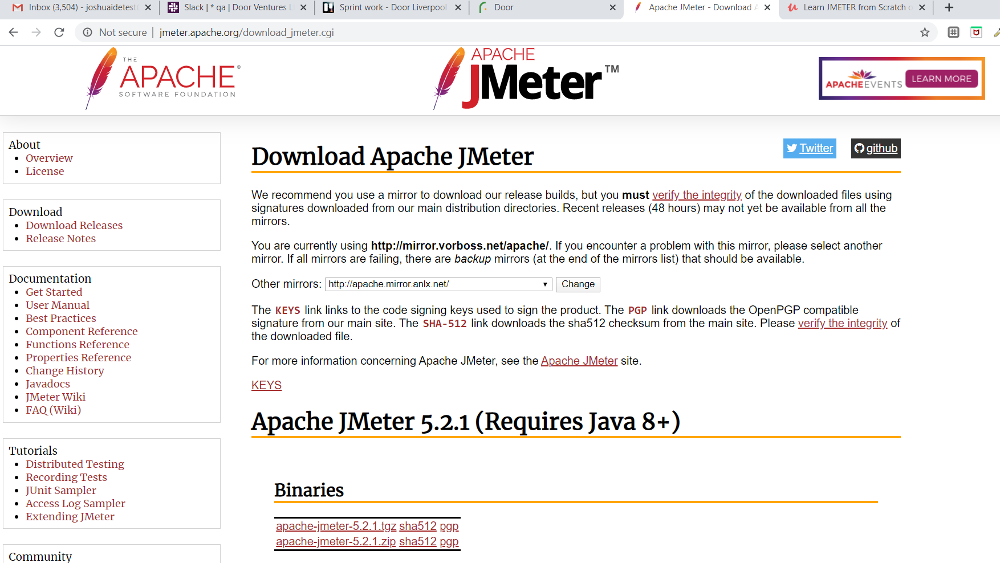 Inbox (3,504) - joshuaidetest
Slack | * qa | Door Ventures L
Sprint work - Door Liverpool
Door
Apache JMeter - Download A
Learn JMETER from Scratch o
Not secure | jmeter.apache.org/download_jmeter.cgi
THE
APACHE®
SOFTWARE FOUNDATION
APACHE
JMeter™
APACHEEVENTS LEARN MORE
About
Overview
License
Download
Download Releases
Release Notes
Documentation
Get Started
User Manual
Best Practices
Component Reference
Functions Reference
Properties Reference
Change History
Javadocs
JMeter Wiki
FAQ (Wiki)
Tutorials
Distributed Testing
Recording Tests
JUnit Sampler
Access Log Sampler
Extending JMeter
Community
Twitter github
Download Apache JMeter
We recommend you use a mirror to download our release builds, but you must verify the integrity of the downloaded files using
signatures downloaded from our main distribution directories. Recent releases (48 hours) may not yet be available from all the
mirrors.
You are currently using http://mirror.vorboss.net/apache/. If you encounter a problem with this mirror, please select another
mirror. If all mirrors are failing, there are backup mirrors (at the end of the mirrors list) that should be available.
Other mirrors: http://apache.mirror.anlx.net/ Change
The KEYS link links to the code signing keys used to sign the product. The PGP link downloads the OpenPGP compatible
signature from our main site. The SHA-512 link downloads the sha512 checksum from the main site. Please verify the integrity of
the downloaded file.
For more information concerning Apache JMeter, see the Apache JMeter site.
KEYS
Apache JMeter 5.2.1 (Requires Java 8+)
Binaries
apache-jmeter-5.2.1.tgz sha512 pgp
apache-jmeter-5.2.1.zip sha512 pgp